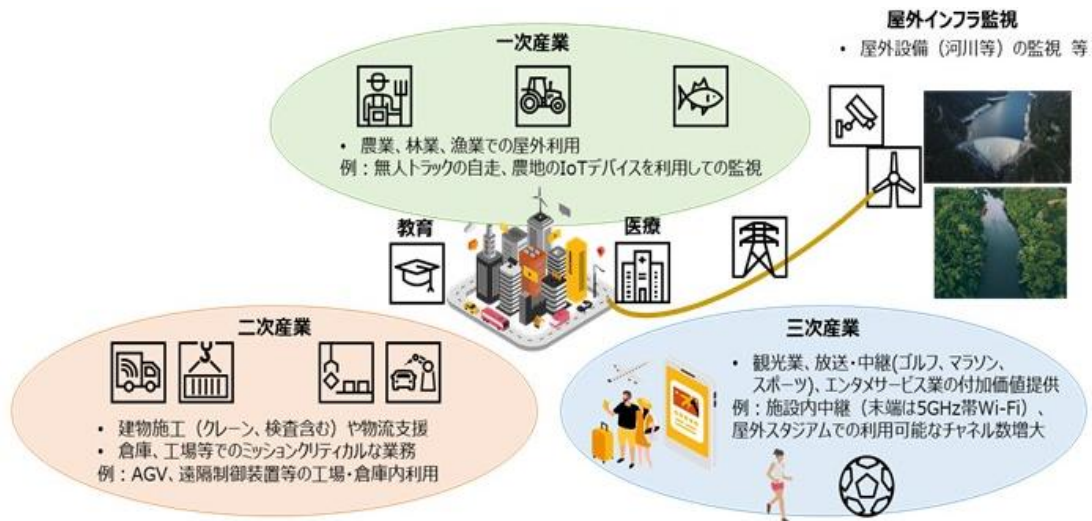 屋外インフラ監視
• 屋外設備（河川等）の監視 等
一次産業
• 農業、林業、漁業での屋外利用
例：無人トラックの自走、農地のIoTデバイスを利用しての監視
教育
医療
二次産業
• 建物施工（クレーン、検査含む）や物流支援
• 倉庫、工場等でのミッションクリティカルな業務
例：AGV、遠隔制御装置等の工場・倉庫内利用
三次産業
• 観光業、放送・中継(ゴルフ、マラソン、
スポーツ)、エンタメサービス業の付加価値提供
例：施設内中継（末端は5GHz帯Wi-Fi）、
屋外スタジアムでの利用可能なチャネル数増大